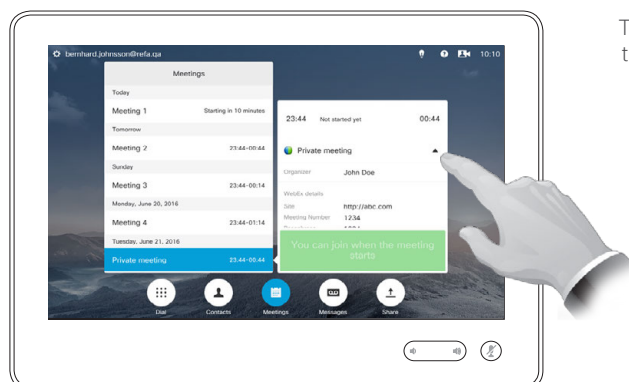 bernhard.johnsson@refa.qa
10:10
Meetings
Today
Meeting 1 Starting in 10 minutes
Tomorrow
Meeting 2 23:44-00:44
Sunday
Meeting 3 23:44-00:14
Monday, June 20, 2016
Meeting 4 23:44-01:14
Tuesday, June 21, 2016
Private meeting 23:44-00:44
23:44 Not started yet 00:44
Private meeting
Organizer John Doe
WebEx details
Site http://abc.com
Meeting Number 1234
You can join when the meeting
starts
Dial Contacts Meetings Messages Share
T
t